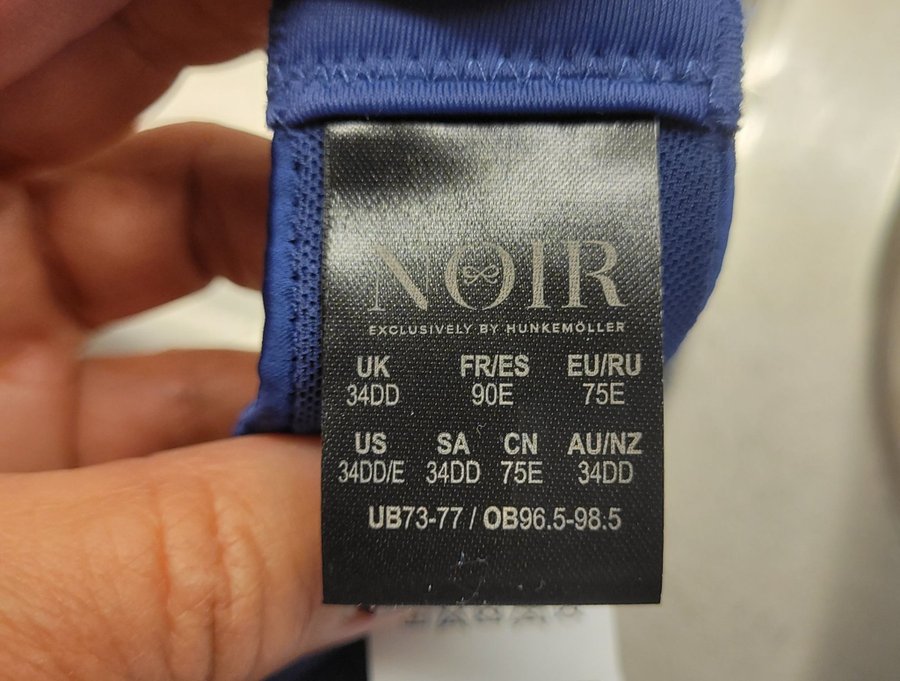 NOIR
EXCLUSIVELY BY HUNKEMÖLLER
UK FR/ES EU/RU
34DD 90E 75E
US SA CN AU/NZ
34DD/E 34DD 75E 34DD
UB73-77 / OB96.5-98.5